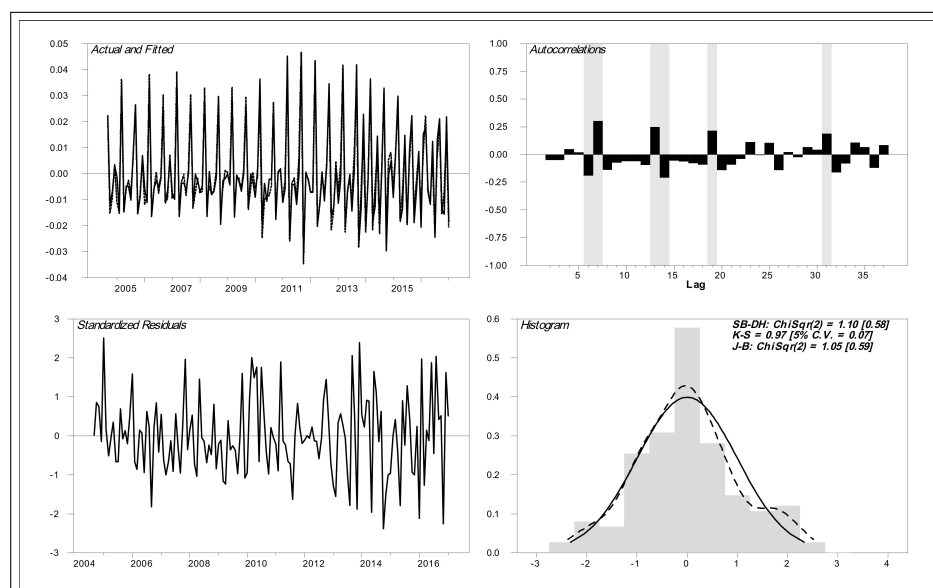 Actual and Fitted
0.05
0.04
0.03
0.02
0.01
0.00
-0.01
-0.02
-0.03
-0.04
2005 2007 2009 2011 2013 2015
Autocorrelations
1.00
0.75
0.50
0.25
0.00
-0.25
-0.50
-0.75
-1.00
5 10 15 20 25 30 35
Lag
Standardized Residuals
3
2
1
0
-1
-2
-3
2004 2006 2008 2010 2012 2014 2016
Histogram
SB-DH: ChiSqr(2) = 1.10 [0.58]
K-S = 0.97 [5% C.V. = 0.07]
J-B: ChiSqr(2) = 1.05 [0.59]
0.6
0.5
0.4
0.3
0.2
0.1
0.0
-3 -2 -1 0 1 2 3 4